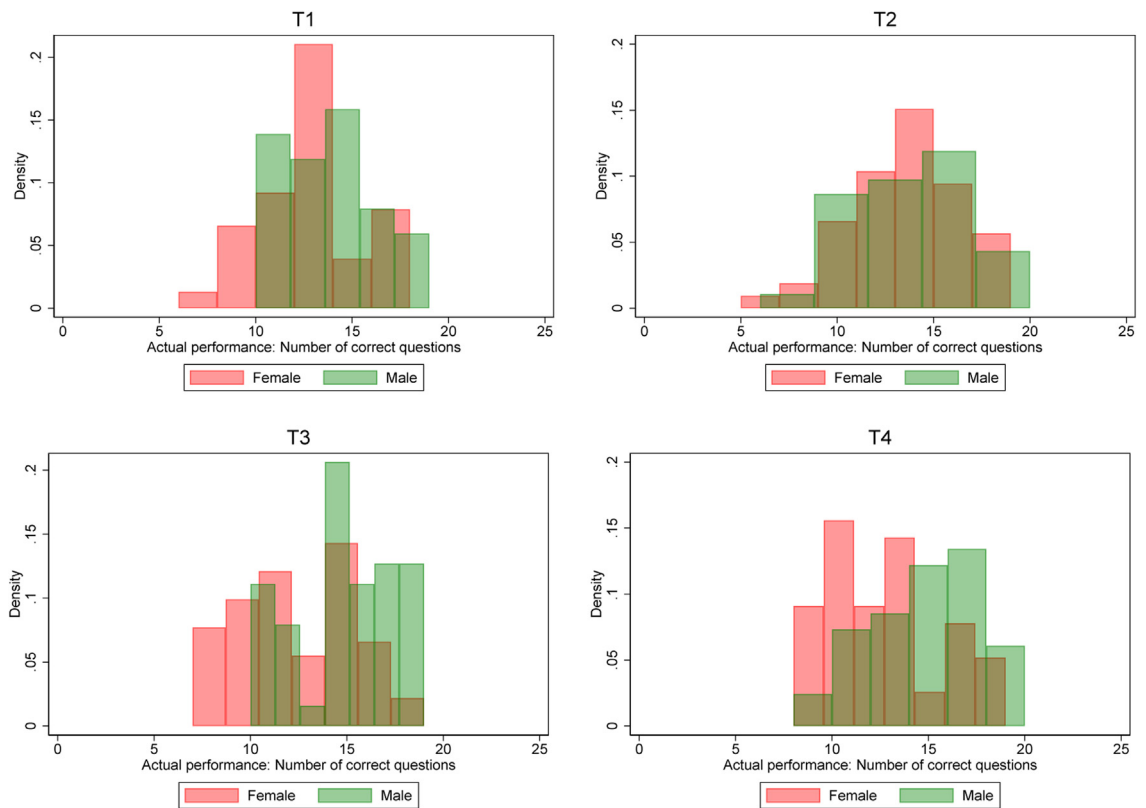 T1
.2
.15
.1
.05
0
Density
0 5 10 15 20 25
Actual performance: Number of correct questions
Female Male
T2
.2
.15
.1
.05
0
Density
0 5 10 15 20 25
Actual performance: Number of correct questions
Female Male
T3
.2
.15
.1
.05
0
Density
0 5 10 15 20 25
Actual performance: Number of correct questions
Female Male
T4
.2
.15
.1
.05
0
Density
0 5 10 15 20 25
Actual performance: Number of correct questions
Female Male